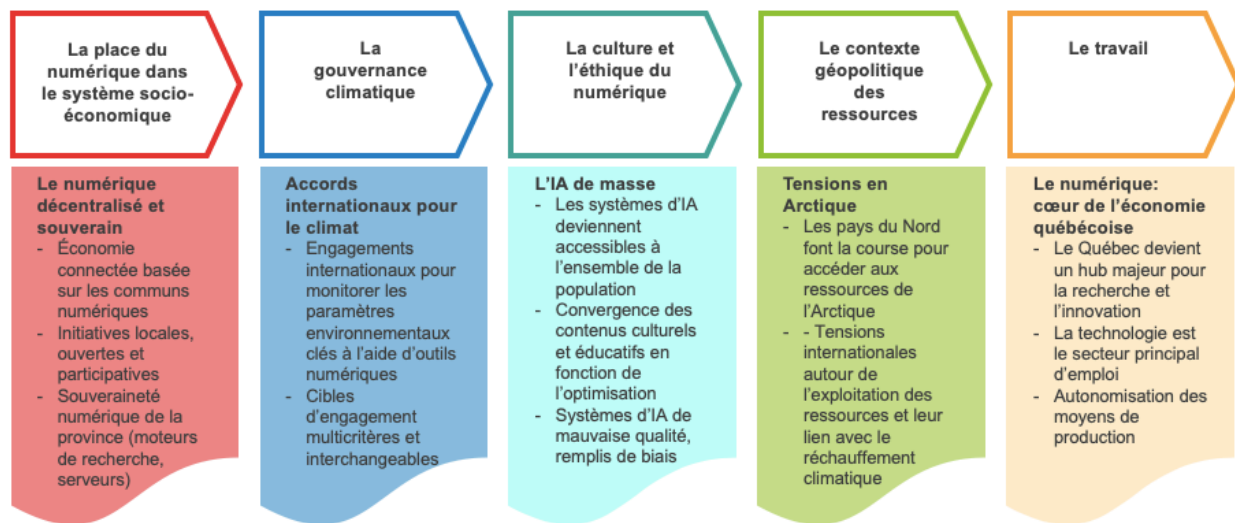 La place du
numérique dans
le système socio-
économique
La
gouvernance
climatique
La culture et
l'éthique du
numérique
Le contexte
géopolitique
des
ressources
Le travail
Le numérique
décentralisé et
souverain
- Économie
connectée basée
sur les communs
numériques
- Initiatives locales,
ouvertes et
participatives
- Souveraineté
numérique de la
province (moteurs
de recherche,
serveurs)
Accords
internationaux pour
le climat
- Engagements
internationaux pour
monitorer les
paramètres
environnementaux
clés à l'aide d'outils
numériques
- Cibles
d'engagement
multicritères et
interchangeables
L'IA de masse
- Les systèmes d'IA
deviennent
accessibles à
l'ensemble de la
population
- Convergence des
contenus culturels
et éducatifs en
fonction de
l'optimisation
- Systèmes d'IA de
mauvaise qualité,
remplis de biais
Tensions en
Arctique
- Les pays du Nord
font la course pour
accéder aux
ressources de
l'Arctique
- - Tensions
internationales
autour de
l'exploitation des
ressources et leur
lien avec le
réchauffement
climatique
Le numérique:
cœur de l'économie
québécoise
- Le Québec devient
un hub majeur pour
la recherche et
l'innovation
- La technologie est
le secteur principal
d'emploi
- Autonomisation des
moyens de
production